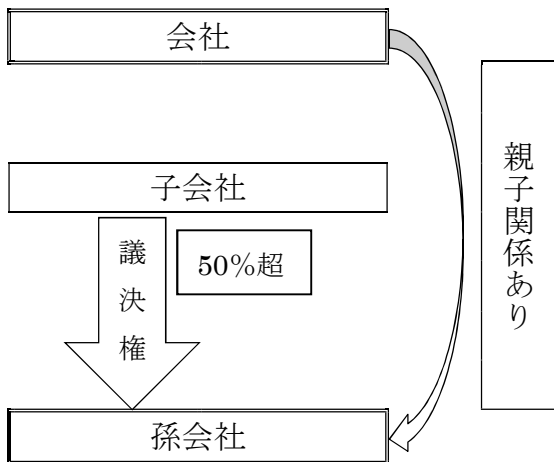 会社
子会社
議決権
50％超
孫会社
親子関係あり